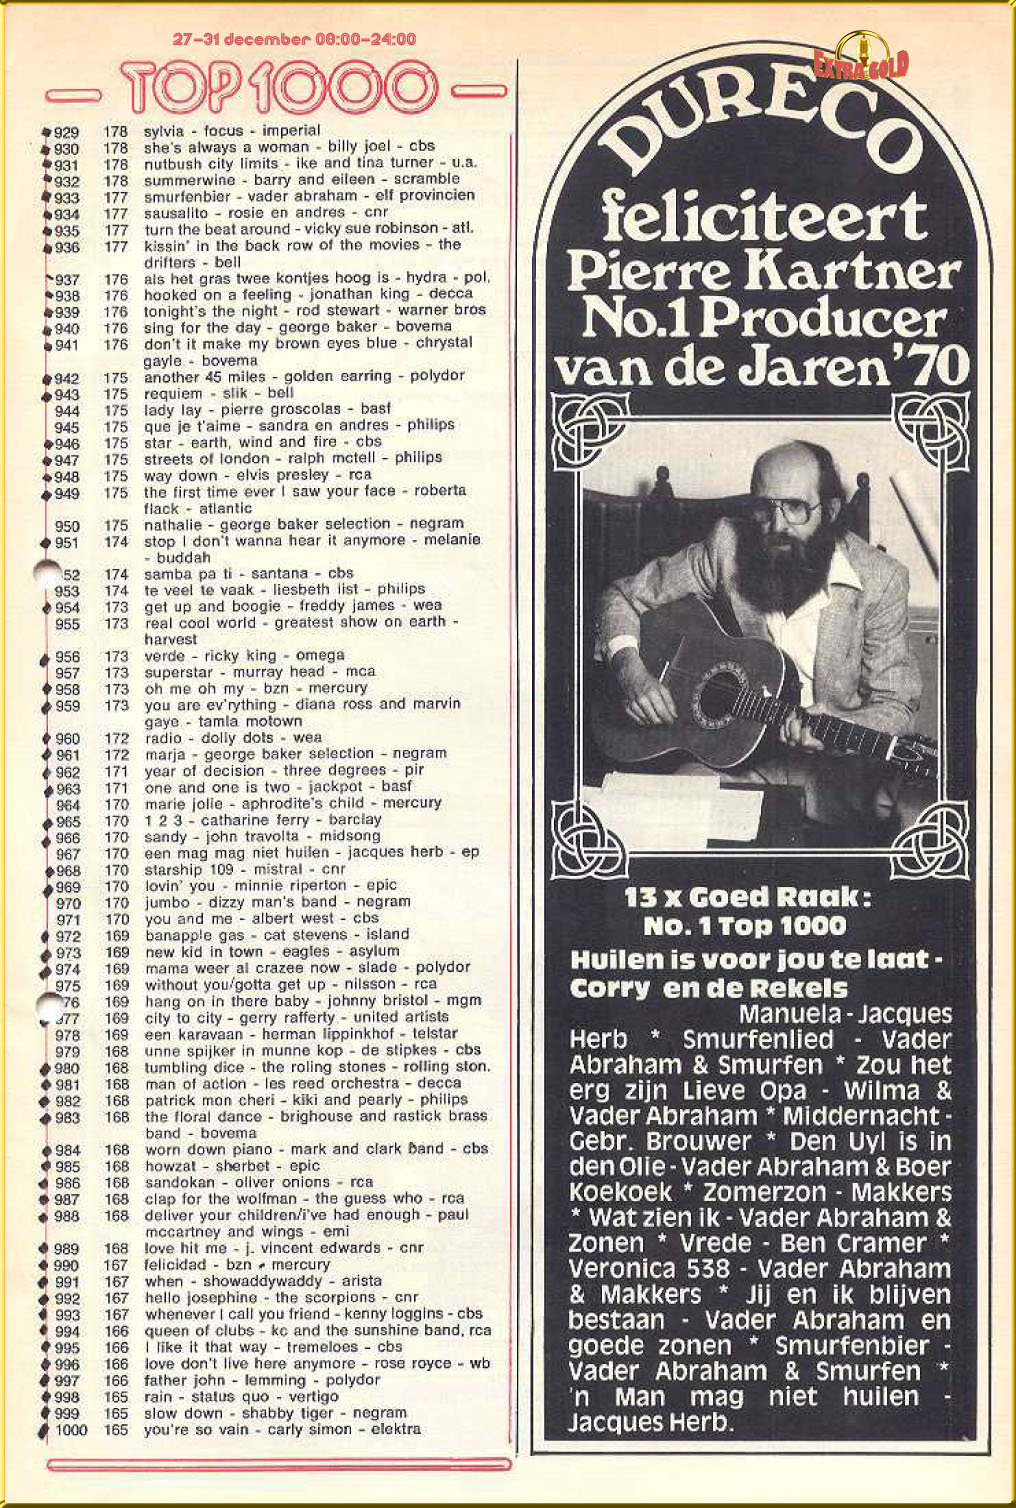 27-31 december 08:00-24:00
TOP 1000
929 178 sylvia - focus - imperial
930 178 she's always a woman - billy joel - cbs
931 178 nutbush city limits - ike and tina turner - u.a.
932 178 summerwine - barry and eileen - scramble
933 177 smurfenbier - vader abraham - elf provincien
934 177 sausalito - rosie en andres - cnr
935 177 turn the beat around - vicky sue robinson - atl.
936 177 kissin' in the back row of the movies - the
drifters - bell
937 176 als het gras twee kontjes hoog is - hydra - pol.
938 176 hooked on a feeling - jonathan king - decca
939 176 tonight's the night - rod stewart - warner bros
940 176 sing for the day - george baker - bovema
941 176 don't it make my brown eyes blue - chrystal
gayle - bovema
942 175 another 45 miles - golden earring - polydor
943 175 requiem - slik - bell
944 175 lady lay - pierre groscolas - basf
945 175 que je t'aime - sandra en andres - philips
946 175 star - earth, wind and fire - cbs
947 175 streets of london - ralph mctell - philips
948 175 way down - elvis presley - rca
949 175 the first time ever I saw your face - roberta
flack - atlantic
950 175 nathalie - george baker selection - negram
951 174 stop I don't wanna hear it anymore - melanie
- buddah
52 174 samba pa ti - santana - cbs
953 174 te veel te vaak - liesbeth list - philips
954 173 get up and boogie - freddy james - wea
955 173 real cool world - greatest show on earth -
harvest
956 173 verde - ricky king - omega
957 173 superstar - murray head - mca
958 173 oh me oh my - bzn - mercury
959 173 you are ev'rything - diana ross and marvin
gaye - tamla motown
960 172 radio - dolly dots - wea
961 172 marja - george baker selection - negram
962 171 year of decision - three degrees - pir
963 171 one and one is two - jackpot - basf
964 170 marie jolie - aphrodite's child - mercury
965 170 1 2 3 - catharine ferry - barclay
966 170 sandy - john travolta - midsong
967 170 een mag mag niet huilen - jacques herb - ep
968 170 starship 109 - mistral - cnr
969 170 lovin' you - minnie riperton - epic
970 170 jumbo - dizzy man's band - negram
971 170 you and me - albert west - cbs
972 169 banapple gas - cat stevens - island
973 169 new kid in town - eagles - asylum
974 169 mama weer al crazee now - slade - polydor
975 169 without you/gotta get up - nilsson - rca
76 169 hang on in there baby - johnny bristol - mgm
977 169 city to city - gerry rafferty - united artists
978 169 een karavaan - herman lippinkhof - telstar
979 168 unne spijker in munne kop - de stipkes - cbs
980 168 tumbling dice - the roling stones - rolling ston.
981 168 man of action - les reed orchestra - decca
982 168 patrick mon cheri - kiki and pearly - philips
983 168 the floral dance - brighouse and rastick brass
band - bovema
984 168 worn down piano - mark and clark band - cbs
985 168 howzat - sherbet - epic
986 168 sandokan - oliver onions - rca
987 168 clap for the wolfman - the guess who - rca
988 168 deliver your children/i've had enough - paul
mccartney and wings - emi
989 168 love hit me - j. vincent edwards - cnr
990 167 felicidad - bzn - mercury
991 167 when - showaddywaddy - arista
992 167 hello josephine - the scorpions - cnr
993 167 whenever I call you friend - kenny loggins - cbs
994 166 queen of clubs - kc and the sunshine band, rca
995 166 I like it that way - tremeloes - cbs
996 166 love don't live here anymore - rose royce - wb
997 166 father john - lemming - polydor
998 165 rain - status quo - vertigo
999 165 slow down - shabby tiger - negram
1000 165 you're so vain - carly simon - elektra
EXTRA GOLD
DURECO
feliciteert
Pierre Kartner
No.1 Producer
van de Jaren '70
13 x Goed Raak:
No. 1 Top 1000
Huilen is voor jou te laat -
Corry en de Rekels
Manuela - Jacques
Herb * Smurfenlied - Vader
Abraham & Smurfen * Zou het
erg zijn Lieve Opa - Wilma &
Vader Abraham * Middernacht -
Gebr. Brouwer * Den Uyl is in
den Olie - Vader Abraham & Boer
Koekoek * Zomerzon - Makkers
* Wat zien ik - Vader Abraham &
Zonen * Vrede - Ben Cramer *
Veronica 538 - Vader Abraham
& Makkers * Jij en ik blijven
bestaan - Vader Abraham en
goede zonen * Smurfenbier -
Vader Abraham & Smurfen *
'n Man mag niet huilen -
Jacques Herb.